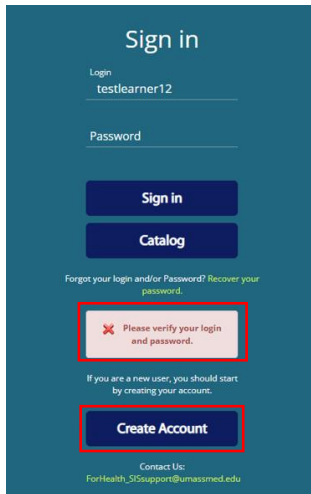 Sign in
Login
testlearner12
Password
Sign in
Catalog
Forgot your login and/or Password? Recover your
password.
Please verify your login
and password.
If you are a new user, you should start
by creating your account.
Create Account
Contact Us:
ForHealth_SISsupport@umassmed.edu